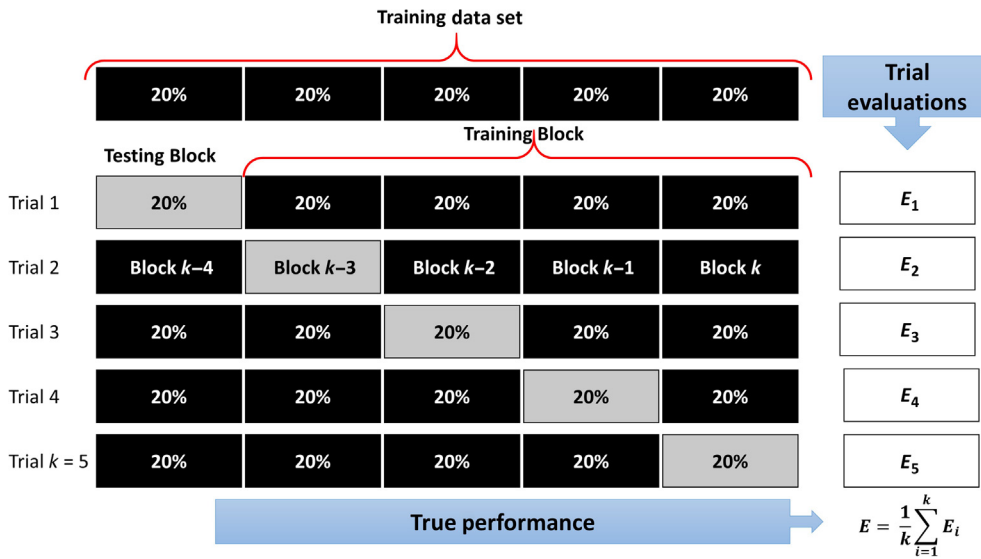 Training data set
20% 20% 20% 20% 20%
Trial
evaluations
Training Block
Testing Block
Trial 1 20% 20% 20% 20% 20% E₁
Trial 2 Block k–4 Block k–3 Block k–2 Block k–1 Block k E₂
Trial 3 20% 20% 20% 20% 20% E₃
Trial 4 20% 20% 20% 20% 20% E₄
Trial k = 5 20% 20% 20% 20% 20% E₅
True performance
E = 1/k ∑ᵢ₌₁ᵏ Eᵢ